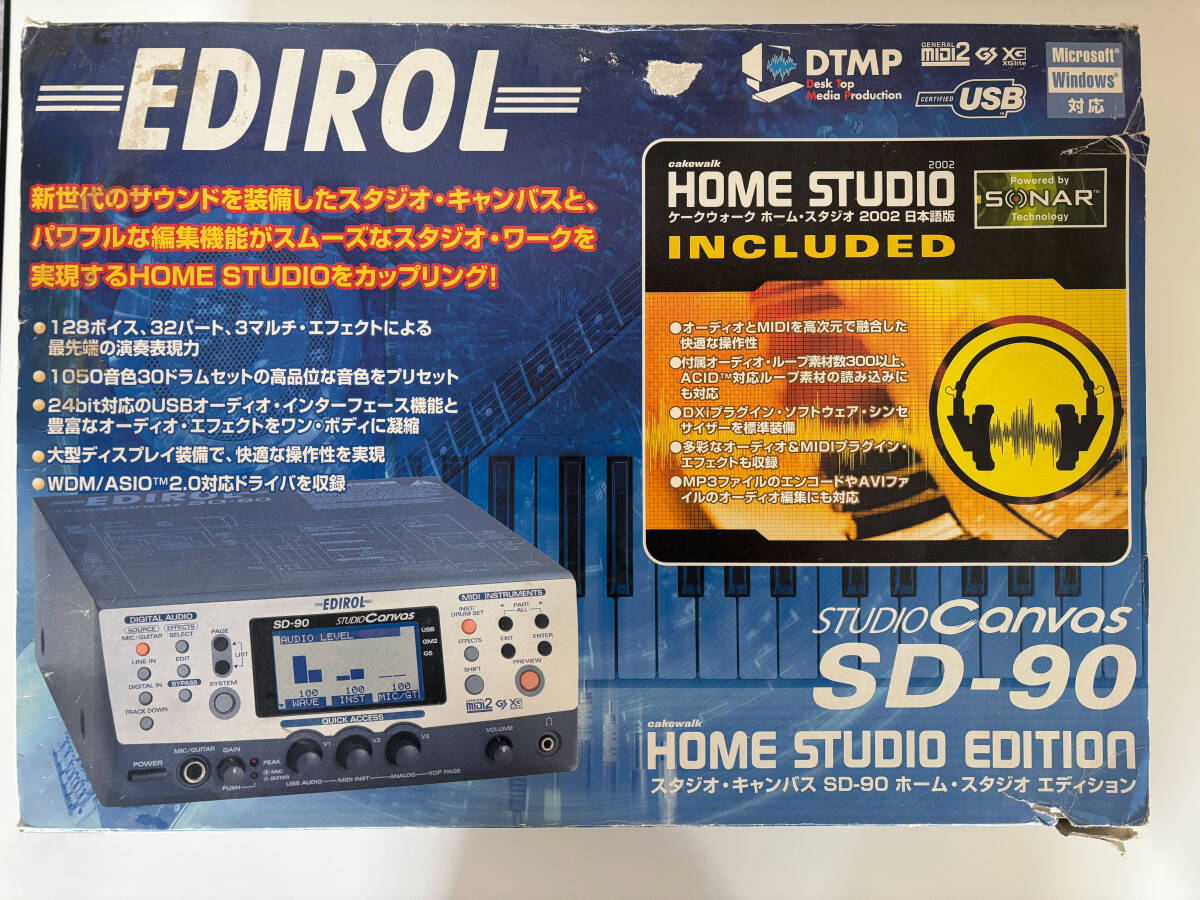 EDIROL
DTMP
Desk Top
Media Production
GENERAL
MIDI2
GS
XG
XGlite
CERTIFIED
USB
Microsoft®
Windows®
対応
新世代のサウンドを装備したスタジオ・キャンバスと、
パワフルな編集機能がスムーズなスタジオ・ワークを
実現するHOME STUDIOをカップリング!
●128ボイス、32パート、3マルチ・エフェクトによる
最先端の演奏表現力
●1050音色30ドラムセットの高品位な音色をプリセット
●24bit対応のUSBオーディオ・インターフェース機能と
豊富なオーディオ・エフェクトをワン・ボディに凝縮
●大型ディスプレイ装備で、快適な操作性を実現
●WDM/ASIO™2.0対応ドライバを収録
cakewalk
2002
HOME STUDIO
ケークウォーク ホーム・スタジオ 2002 日本語版
INCLUDED
Powered by
SONAR™
Technology
●オーディオとMIDIを高次元で融合した
快適な操作性
●付属オーディオ・ループ素材数300以上、
ACID™対応ループ素材の読み込みに
も対応
●DXiプラグイン・ソフトウェア・シンセ
サイザーを標準装備
●多彩なオーディオ&MIDIプラグイン・
エフェクトも収録
●MP3ファイルのエンコードやAVIファ
イルのオーディオ編集にも対応
EDIROL
SD-90
EDIROL
DIGITAL AUDIO
SOURCE
EFFECTS
MIC/GUITAR
SELECT
LINE IN
EDIT
DIGITAL IN
BYPASS
TRACK DOWN
PAGE
LIST
SYSTEM
SD-90
STUDIO Canvas
AUDIO LEVEL
100
100
100
WAVE
INST
MIC/GT
USB
GM2
GS
MIDI INSTRUMENTS
INST/
DRUM SET
PART
ALL
EFFECTS
EXIT
ENTER
SHIFT
PREVIEW
GENERAL
MIDI2
GS
XG
QUICK ACCESS
POWER
MIC/GUITAR
GAIN
PEAK
MIC
GUITAR
PUSH
V1
V2
V3
VOLUME
USB AUDIO
MIDI INST
ANALOG
TOP PAGE
STUDIO Canvas
SD-90
cakewalk
HOME STUDIO EDITION
スタジオ・キャンバス SD-90 ホーム・スタジオ エディション